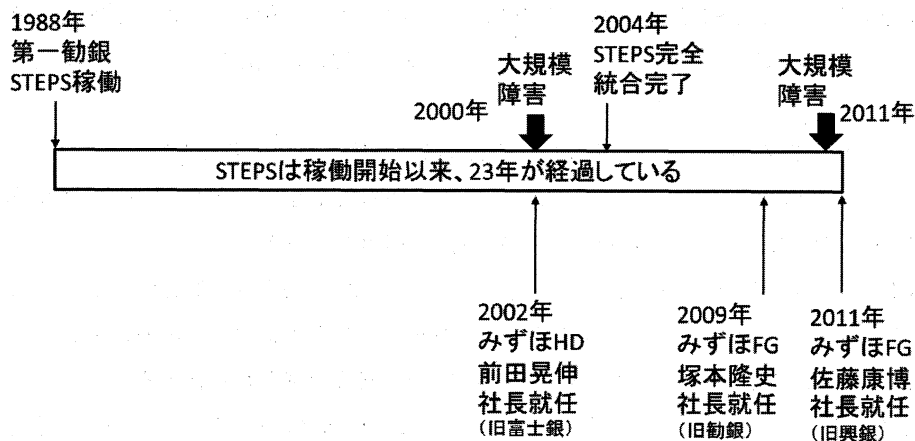 1988年
第一勧銀
STEPS稼働
2000年
大規模
障害
2004年
STEPS完全
統合完了
大規模
障害
2011年
STEPSは稼働開始以来、23年が経過している
2002年
みずほHD
前田晃伸
社長就任
(旧富士銀)
2009年
みずほFG
塚本隆史
社長就任
(旧勧銀)
2011年
みずほFG
佐藤康博
社長就任
(旧興銀)